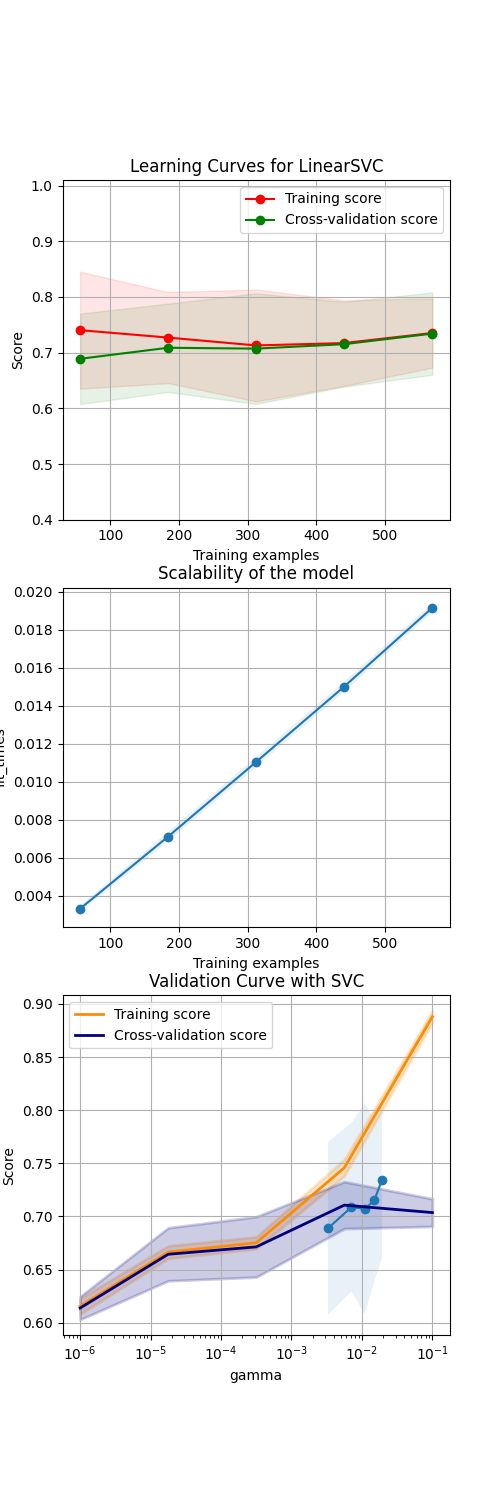 Learning Curves for LinearSVC
1.0
0.9
0.8
0.7
0.6
0.5
0.4
Score
Training score
Cross-validation score
100 200 300 400 500
Training examples
Scalability of the model
0.020
0.018
0.016
0.014
0.012
0.010
0.008
0.006
0.004
100 200 300 400 500
Training examples
Validation Curve with SVC
0.90
0.85
0.80
0.75
0.70
0.65
0.60
Score
Training score
Cross-validation score
10⁻⁶ 10⁻⁵ 10⁻⁴ 10⁻³ 10⁻² 10⁻¹
gamma